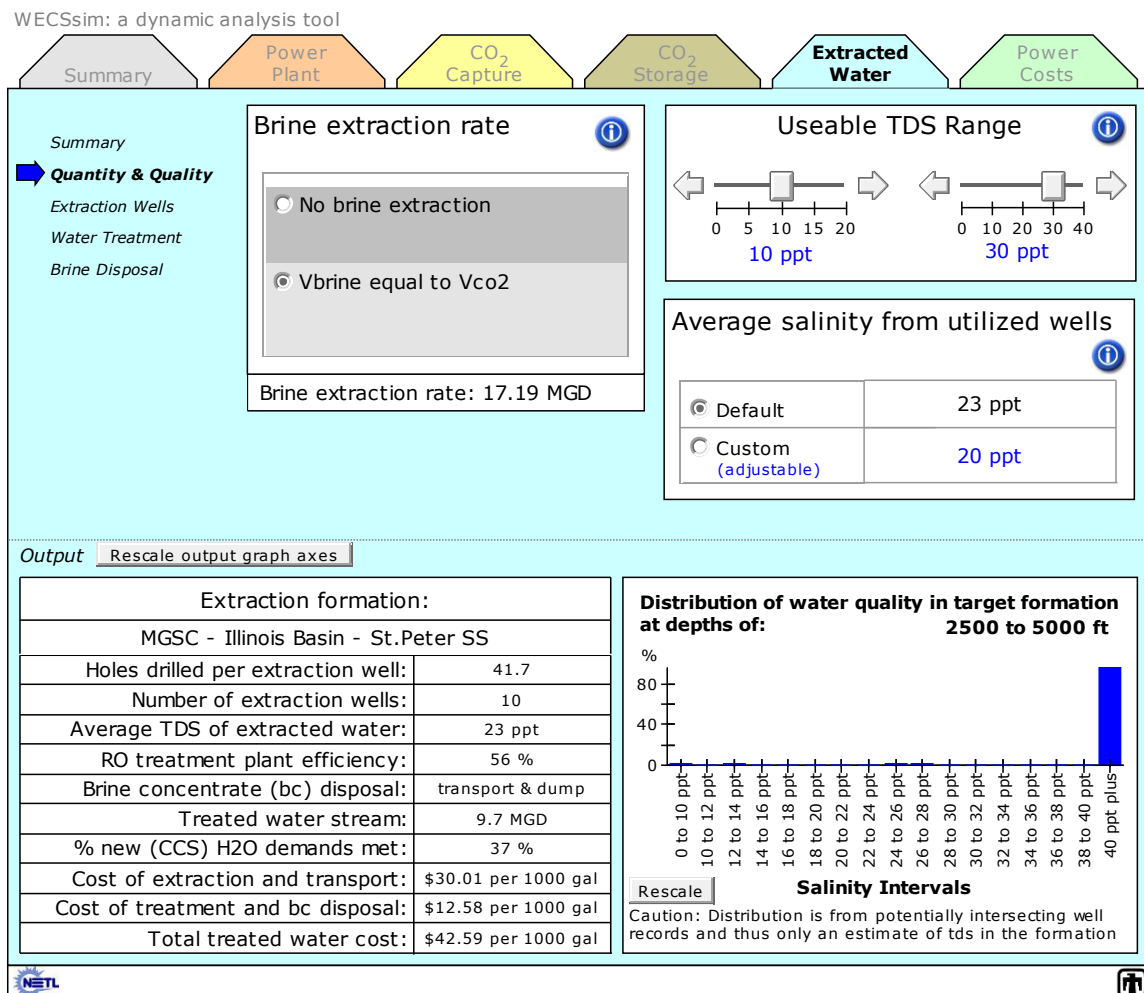 WECSsim: a dynamic analysis tool
Summary
Power
Plant
CO2
Capture
CO2
Storage
Extracted
Water
Power
Costs
Summary
Quantity & Quality
Extraction Wells
Water Treatment
Brine Disposal
Brine extraction rate
i
No brine extraction
Vbrine equal to Vco2
Brine extraction rate: 17.19 MGD
Useable TDS Range
i
0 5 10 15 20
10 ppt
0 10 20 30 40
30 ppt
Average salinity from utilized wells
i
Default 23 ppt
Custom
(adjustable)
20 ppt
Output Rescale output graph axes
Extraction formation:
MGSC - Illinois Basin - St.Peter SS
Holes drilled per extraction well: 41.7
Number of extraction wells: 10
Average TDS of extracted water: 23 ppt
RO treatment plant efficiency: 56 %
Brine concentrate (bc) disposal: transport & dump
Treated water stream: 9.7 MGD
% new (CCS) H2O demands met: 37 %
Cost of extraction and transport: $30.01 per 1000 gal
Cost of treatment and bc disposal: $12.58 per 1000 gal
Total treated water cost: $42.59 per 1000 gal
Distribution of water quality in target formation
at depths of: 2500 to 5000 ft
%
80
40
0
0 to 10 ppt
10 to 12 ppt
12 to 14 ppt
14 to 16 ppt
16 to 18 ppt
18 to 20 ppt
20 to 22 ppt
22 to 24 ppt
24 to 26 ppt
26 to 28 ppt
28 to 30 ppt
30 to 32 ppt
32 to 34 ppt
34 to 36 ppt
36 to 38 ppt
38 to 40 ppt
40 ppt plus
Rescale
Salinity Intervals
Caution: Distribution is from potentially intersecting well
records and thus only an estimate of tds in the formation
NETL